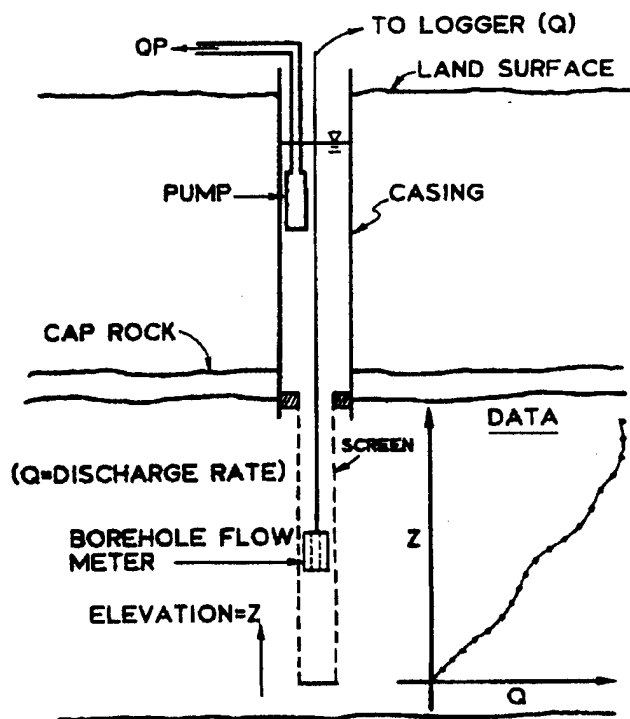 QP
TO LOGGER (Q)
LAND SURFACE
PUMP
CASING
CAP ROCK
DATA
SCREEN
(Q=DISCHARGE RATE)
Z
BOREHOLE FLOW
METER
ELEVATION=Z
Q